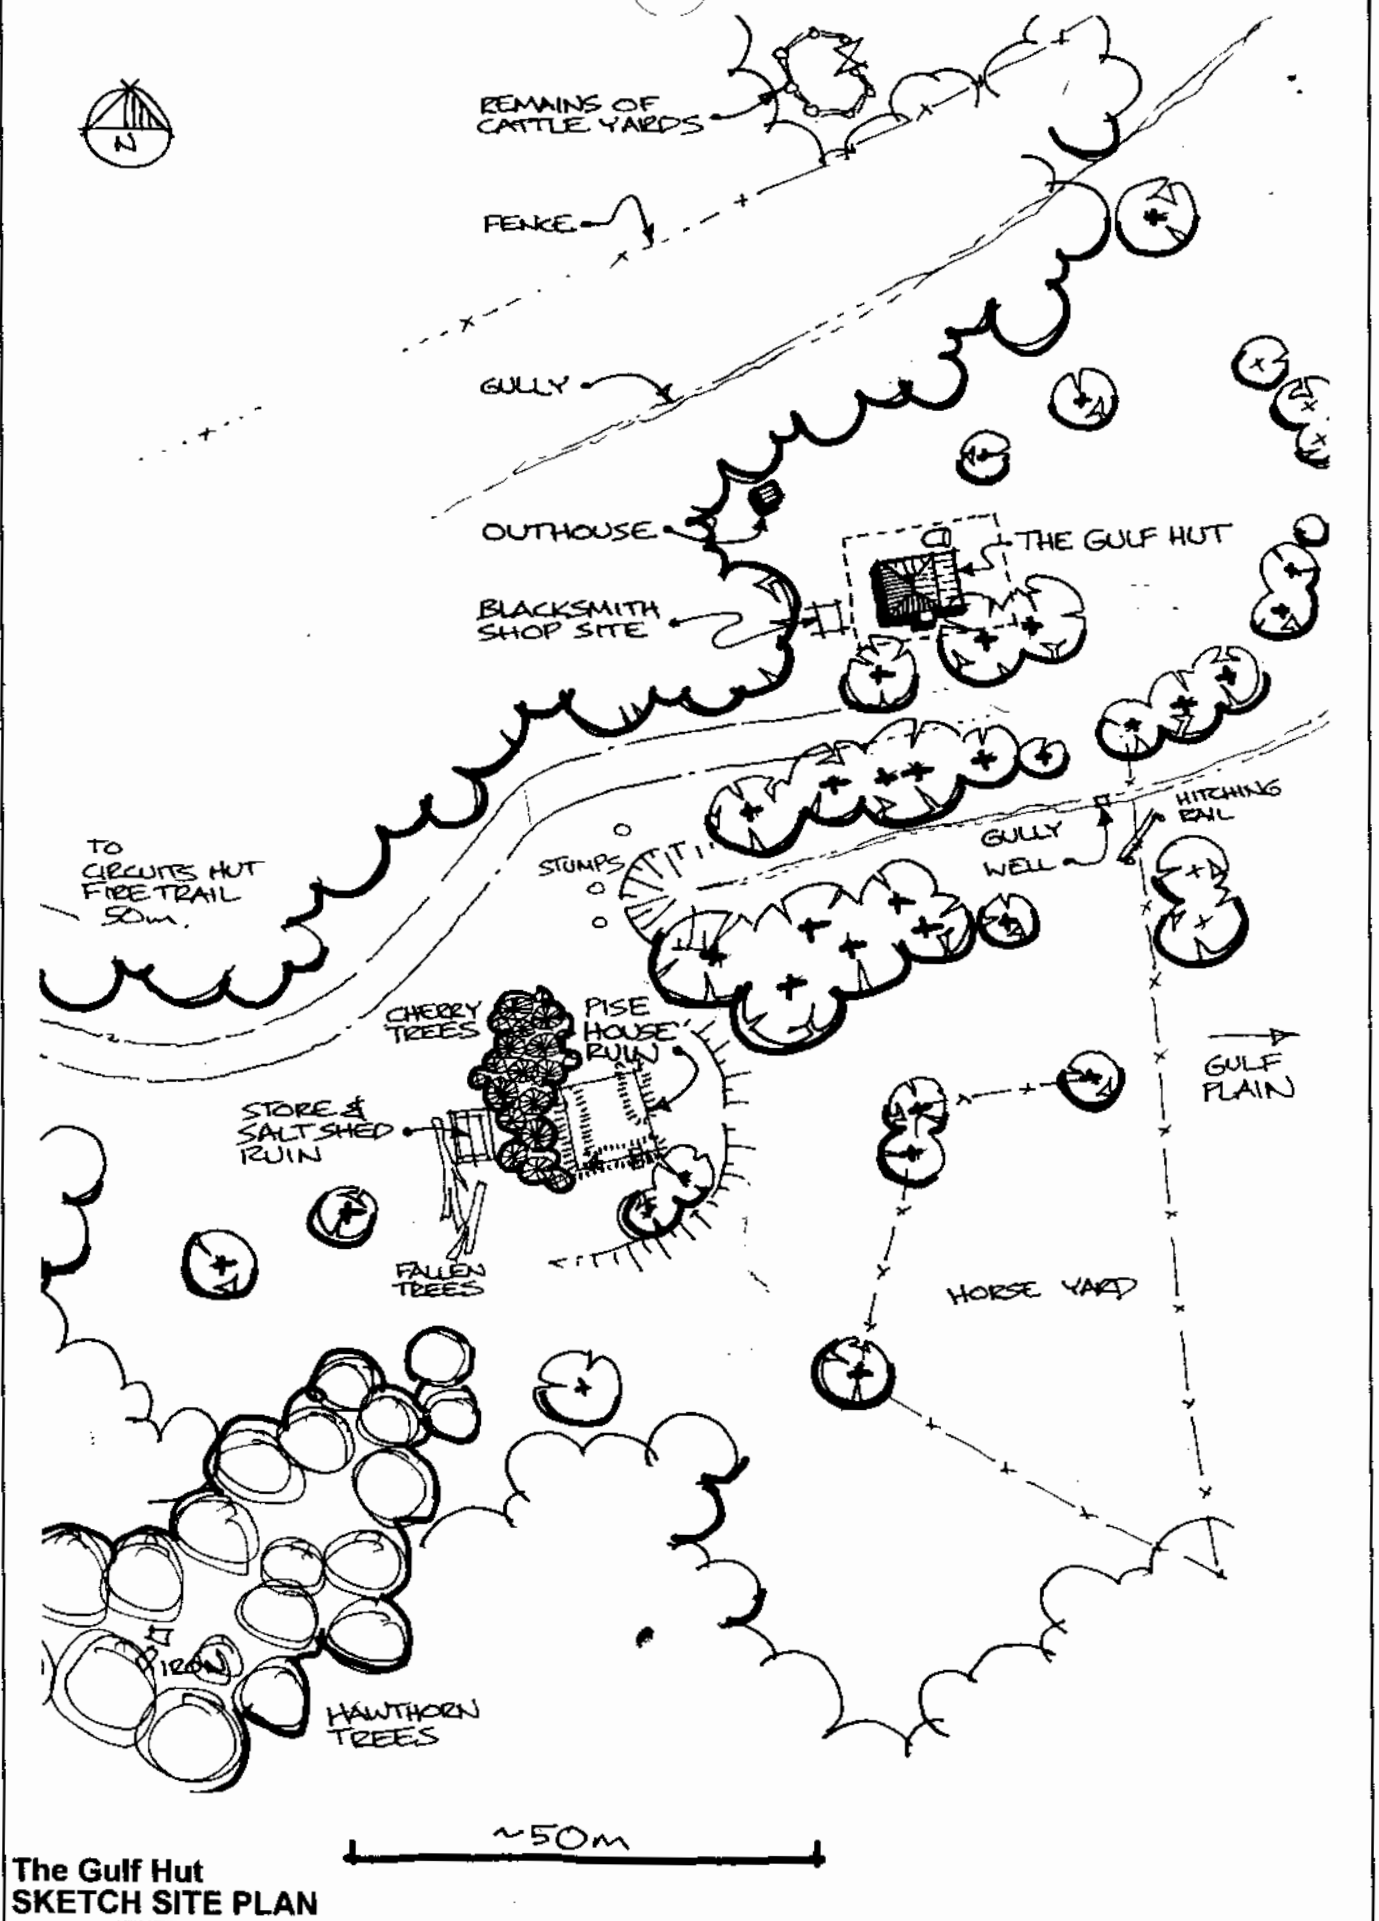 N
REMAINS OF
CATTLE YARDS
FENCE
GULLY
OUTHOUSE
THE GULF HUT
BLACKSMITH
SHOP SITE
HITCHING
RAIL
GULLY
WELL
STUMPS
TO
CIRCUITS HUT
FIRE TRAIL
50m.
CHERRY
TREES
PISE
HOUSE
RUIN
GULF
PLAIN
STORE &
SALT SHED
RUIN
FALLEN
TREES
HORSE YARD
HAWTHORN
TREES
~50m
The Gulf Hut
SKETCH SITE PLAN